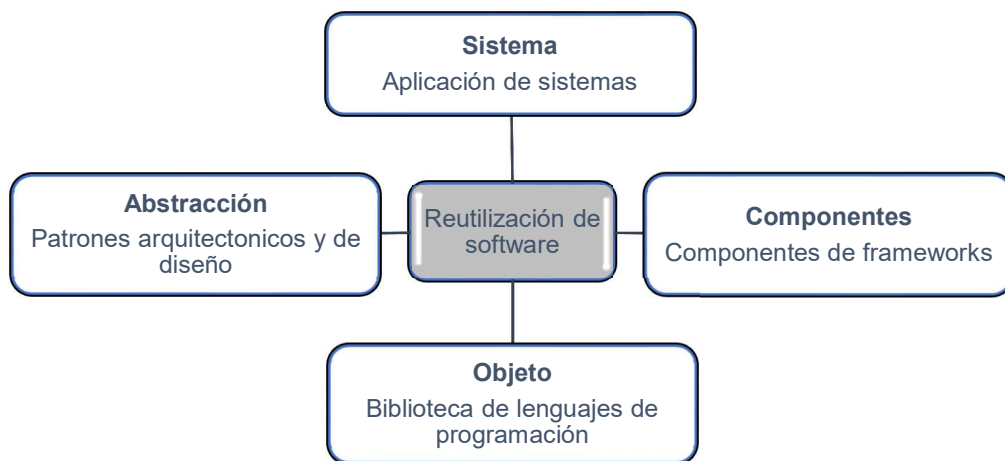 Sistema
Aplicación de sistemas
Abstracción
Patrones arquitectonicos y de
diseño
Reutilización de
software
Componentes
Componentes de frameworks
Objeto
Biblioteca de lenguajes de
programación